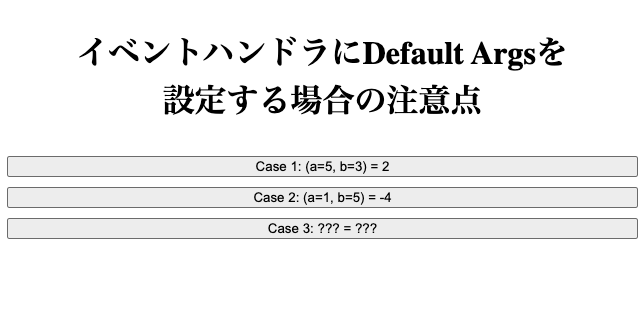 イベントハンドラにDefault Argsを
設定する場合の注意点
Case 1: (a=5, b=3) = 2
Case 2: (a=1, b=5) = -4
Case 3: ??? = ???